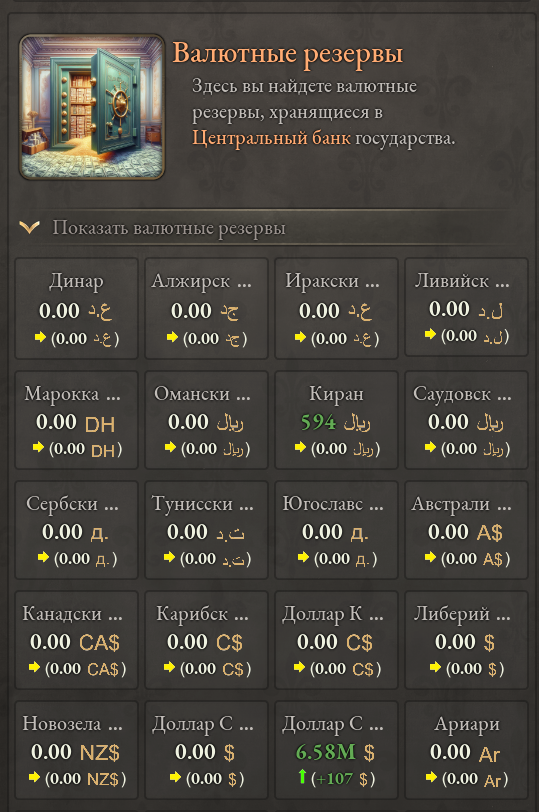 Валютные резервы
Здесь вы найдете валютные
резервы, хранящиеся в
Центральный банк государства.
Показать валютные резервы
Динар
Алжирск ...
Иракски ...
Ливийск ...
0.00 ع.د
0.00 دج
0.00 ع.د
0.00 ل.د
(0.00 ع.د)
(0.00 دج)
(0.00 ع.د)
(0.00 ل.د)
Марокка ...
Омански ...
Киран
Саудовск ...
0.00 DH
0.00 ريال
594 ريال
0.00 ريال
(0.00 DH)
(0.00 ريال)
(0.00 ريال)
(0.00 ريال)
Сербски ...
Тунисски ...
Югославс ...
Австрали ...
0.00 д.
0.00 د.ت
0.00 д.
0.00 A$
(0.00 д.)
(0.00 د.ت)
(0.00 д.)
(0.00 A$)
Канадски ...
Карибск ...
Доллар К ...
Либерий ...
0.00 CA$
0.00 C$
0.00 C$
0.00 $
(0.00 CA$)
(0.00 C$)
(0.00 C$)
(0.00 $)
Новозела ...
Доллар С ...
Доллар С ...
Ариари
0.00 NZ$
0.00 $
6.58M $
0.00 Ar
(0.00 NZ$)
(0.00 $)
(+107 $)
(0.00 Ar)